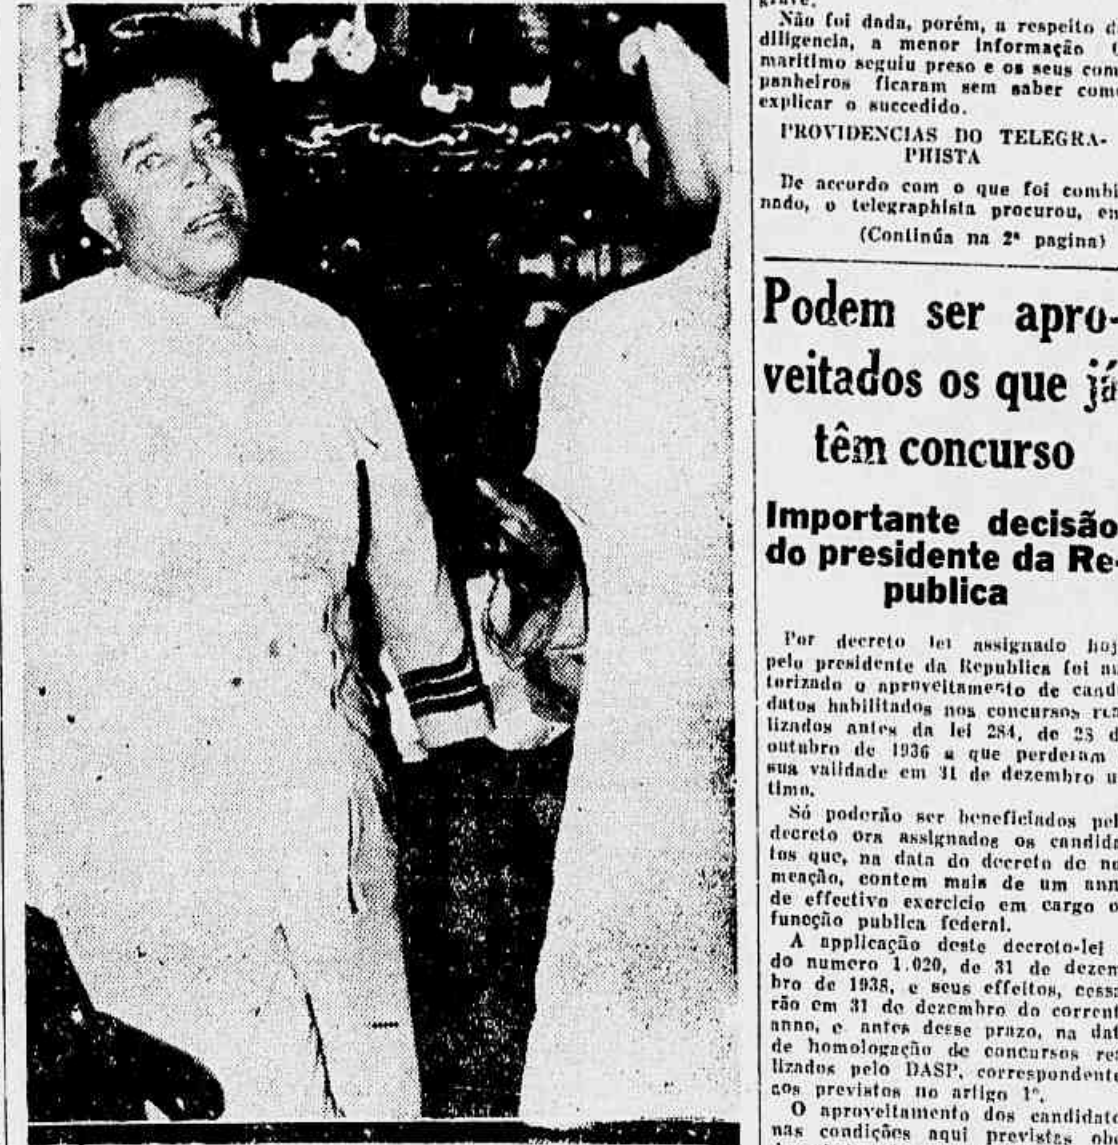 Não foi dada, porém, a respeito
diligencia, a menor informação
maritimo seguiu preso e os seus com
panheiros ficaram sem saber com
explicar o succedido.
PROVIDENCIAS DO TELEGRA-
PHISTA
De accordo com o que foi combi
nado, o telegraphista procurou, en
(Continúa na 2ª pagina)
Podem ser apro-
veitados os que já
têm concurso
Importante decisão
do presidente da Re-
publica
Por decreto lei assignado hoj
pelo presidente da Republica foi au
torizado o aproveitamento de candi
datos habilitados nos concursos rea
lizados antes da lei 284, de 28 d
outubro de 1936 e que perderam
sua validade em 31 de dezembro u
timo.
Só poderão ser beneficiados pel
decreto ora assignados os candida
tos que, na data do decreto de no
meação, contem mais de um ann
de effectivo exercicio em cargo o
funcção publica federal.
A applicação deste decreto-lei
do numero 1.020, de 31 de dezem
bro de 1938, e seus effeitos, cessa
rão em 31 de dezembro do corrent
anno, e antes desse prazo, na dat
de homologação de concursos rea
lizados pelo DASP, correspondente
aos previstos no artigo 1º.
O aproveitamento dos candidato
nas condições aqui previstas